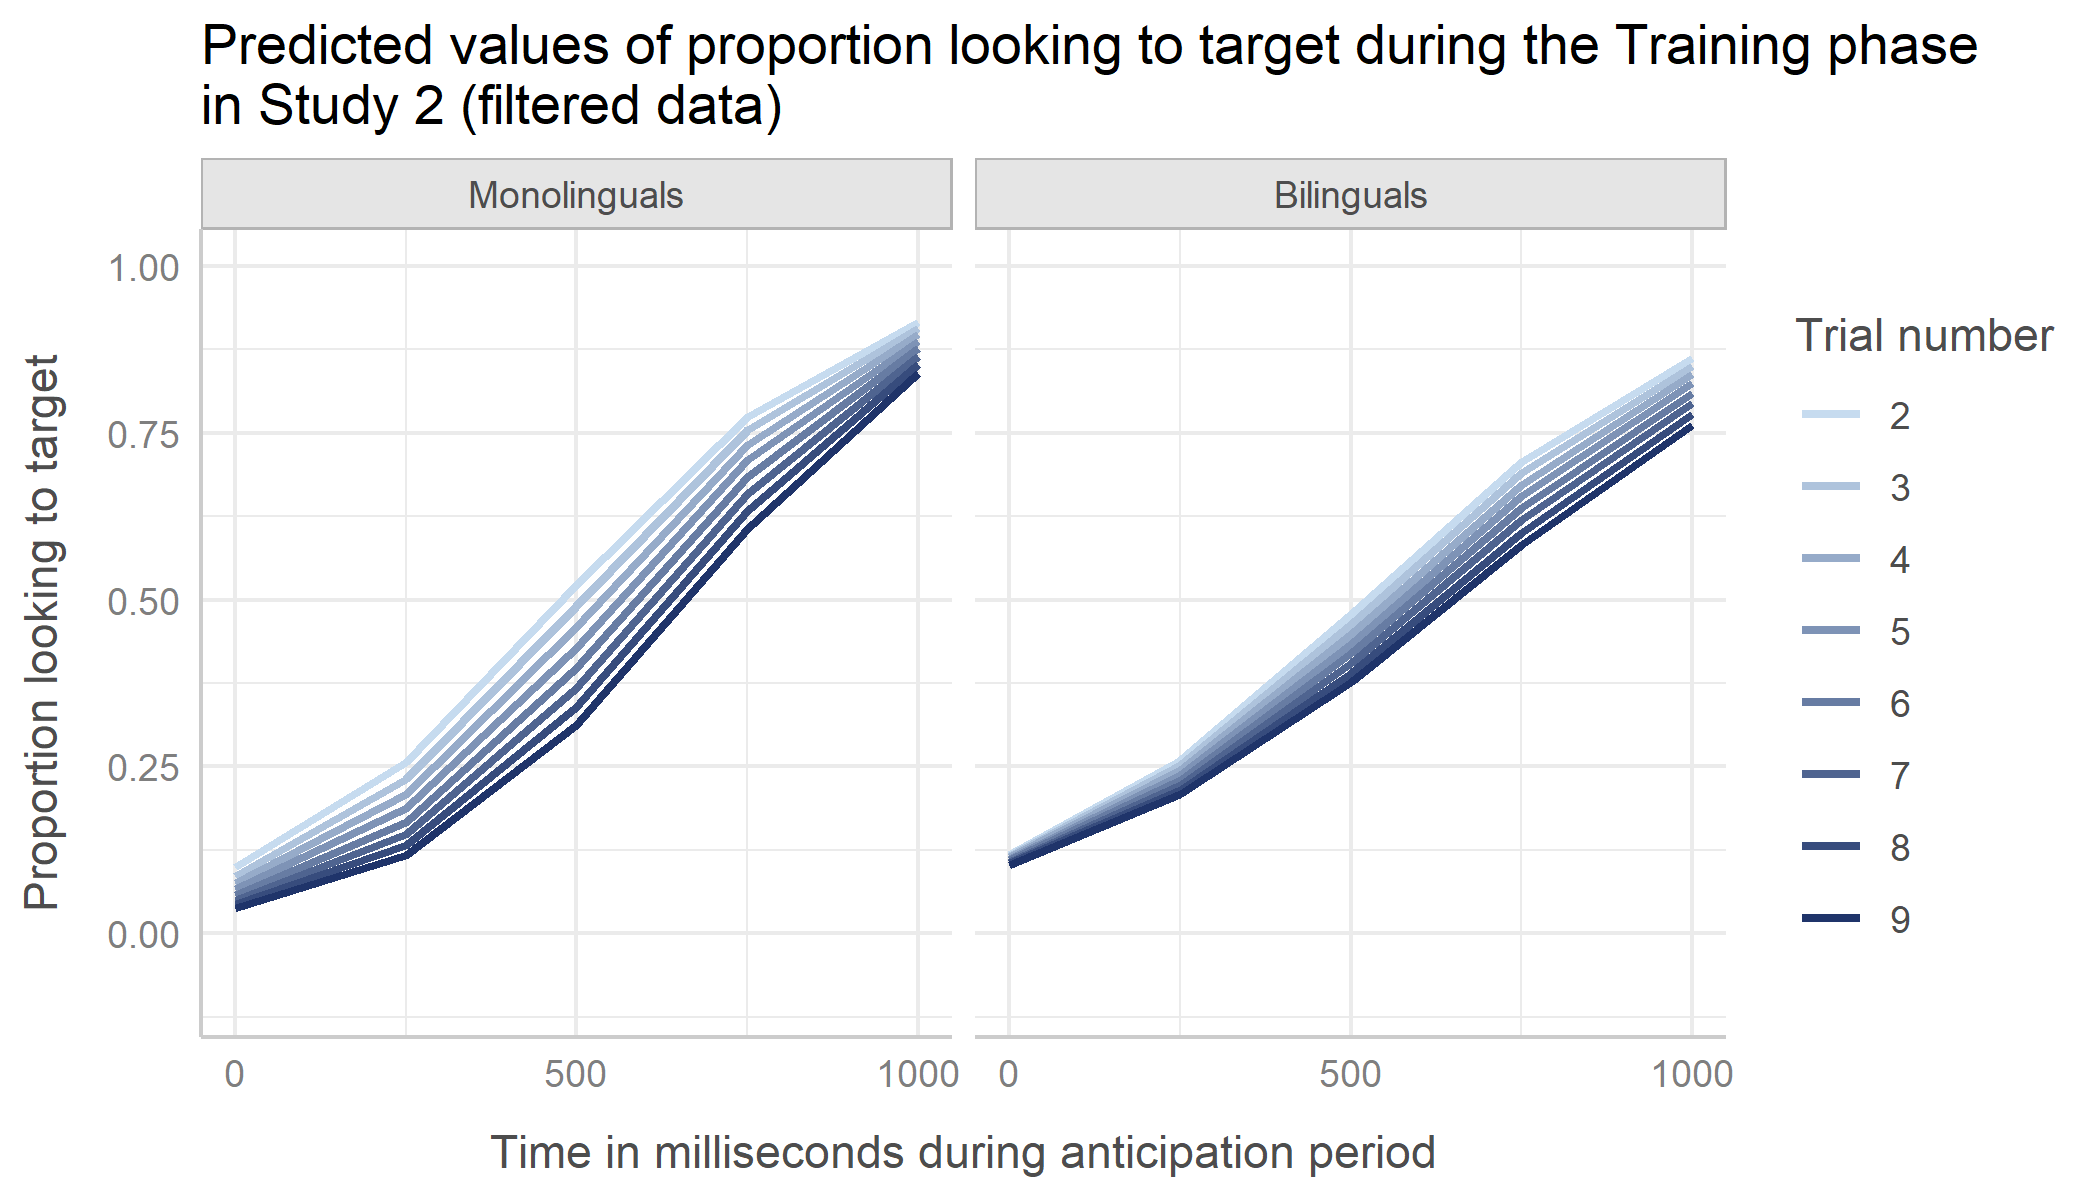 Predicted values of proportion looking to target during the Training phase
in Study 2 (filtered data)
Monolinguals
Bilinguals
Proportion looking to target
1.00
0.75
0.50
0.25
0.00
0
500
1000
0
500
1000
Time in milliseconds during anticipation period
Trial number
2
3
4
5
6
7
8
9